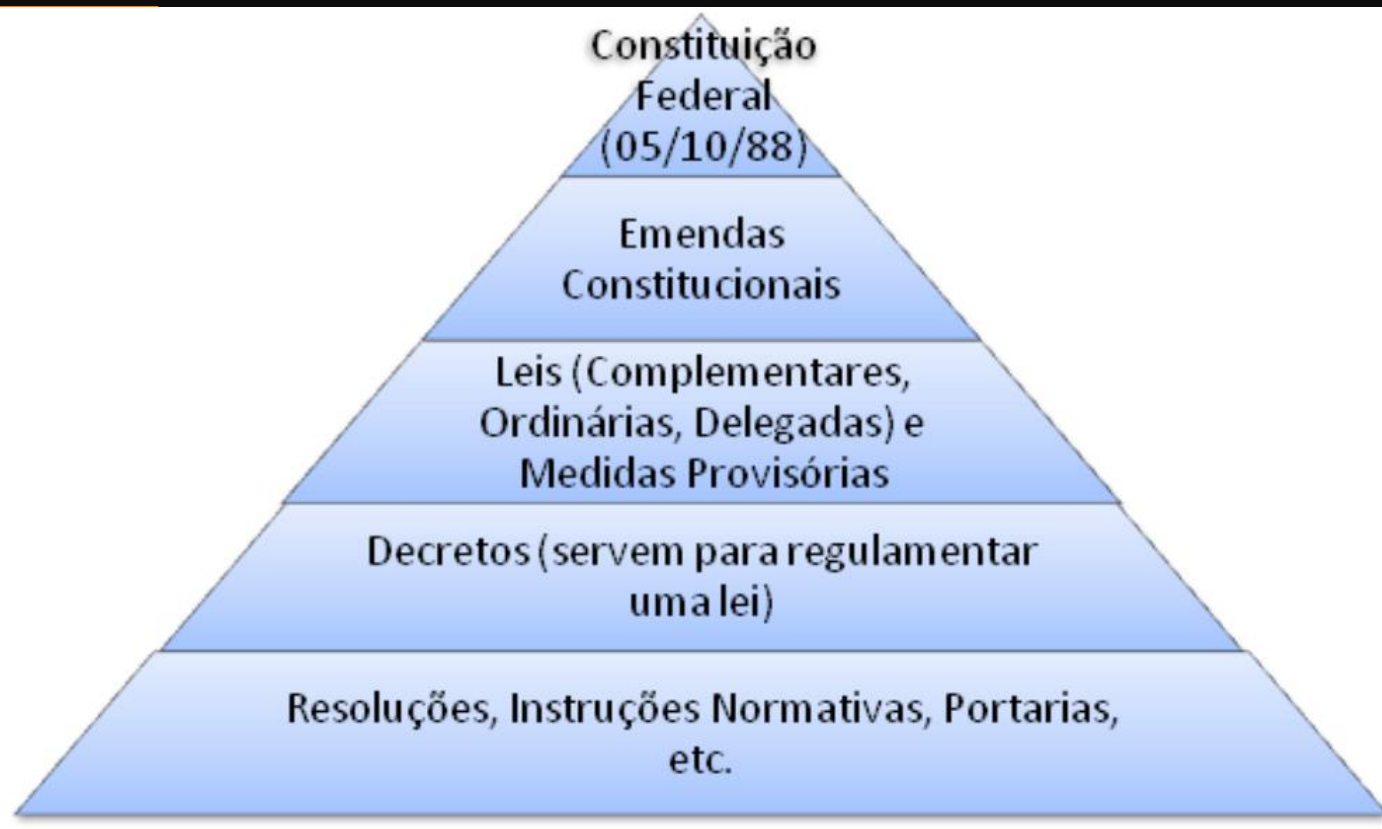 Constituição
Federal
(05/10/88)
Emendas
Constitucionais
Leis (Complementares,
Ordinárias, Delegadas) e
Medidas Provisórias
Decretos (servem para regulamentar
uma lei)
Resoluções, Instruções Normativas, Portarias,
etc.